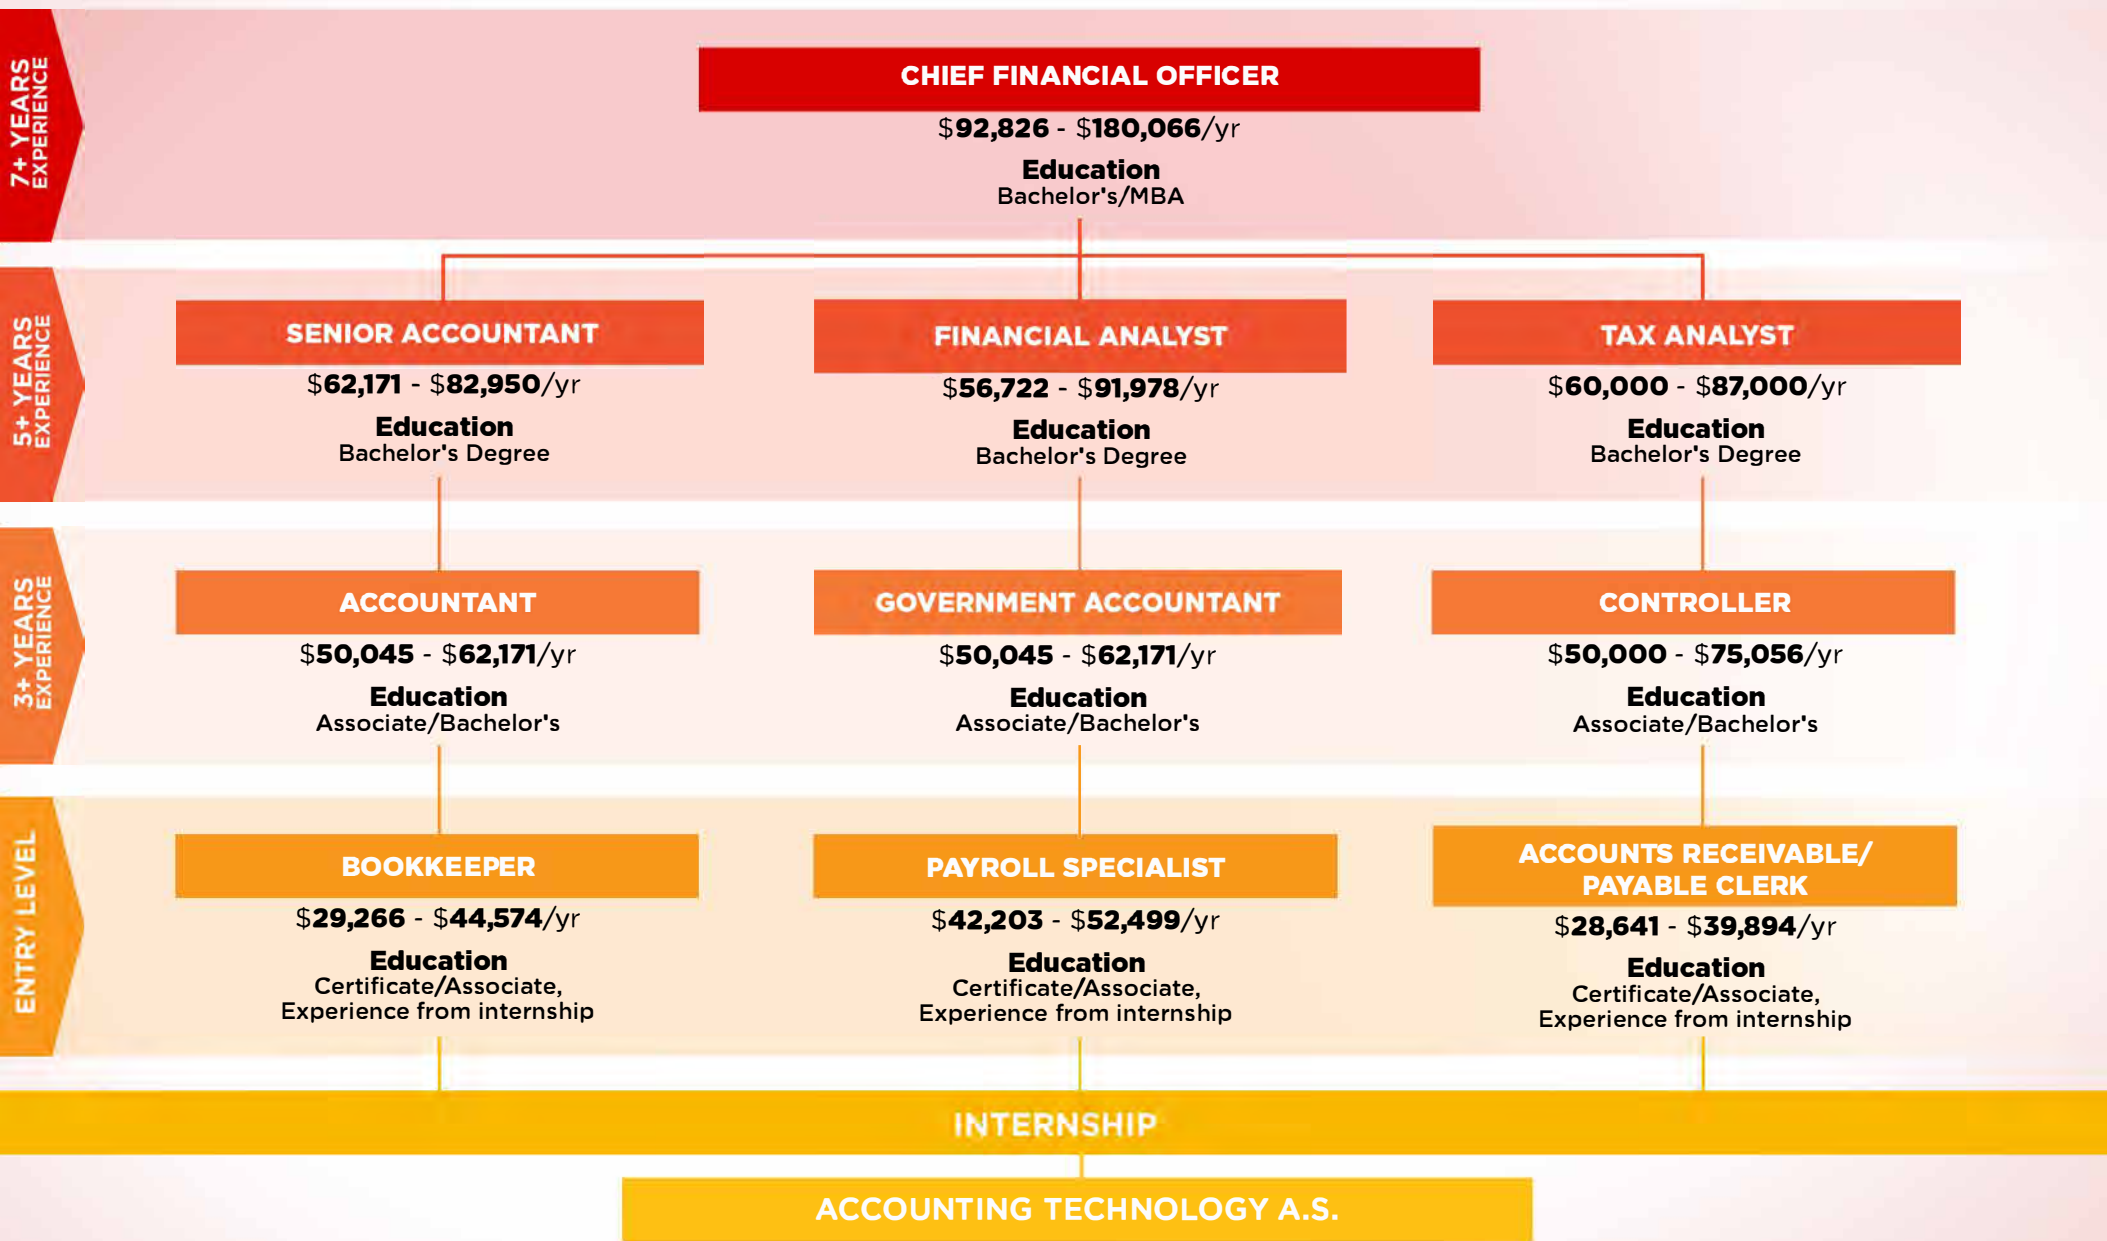 7+ YEARS
EXPERIENCE
CHIEF FINANCIAL OFFICER
$92,826 - $180,066/yr
Education
Bachelor's/MBA
5+ YEARS
EXPERIENCE
SENIOR ACCOUNTANT
$62,171 - $82,950/yr
Education
Bachelor's Degree
FINANCIAL ANALYST
$56,722 - $91,978/yr
Education
Bachelor's Degree
TAX ANALYST
$60,000 - $87,000/yr
Education
Bachelor's Degree
3+ YEARS
EXPERIENCE
ACCOUNTANT
$50,045 - $62,171/yr
Education
Associate/Bachelor's
GOVERNMENT ACCOUNTANT
$50,045 - $62,171/yr
Education
Associate/Bachelor's
CONTROLLER
$50,000 - $75,056/yr
Education
Associate/Bachelor's
ENTRY LEVEL
BOOKKEEPER
$29,266 - $44,574/yr
Education
Certificate/Associate,
Experience from internship
PAYROLL SPECIALIST
$42,203 - $52,499/yr
Education
Certificate/Associate,
Experience from internship
ACCOUNTS RECEIVABLE/
PAYABLE CLERK
$28,641 - $39,894/yr
Education
Certificate/Associate,
Experience from internship
INTERNSHIP
ACCOUNTING TECHNOLOGY A.S.